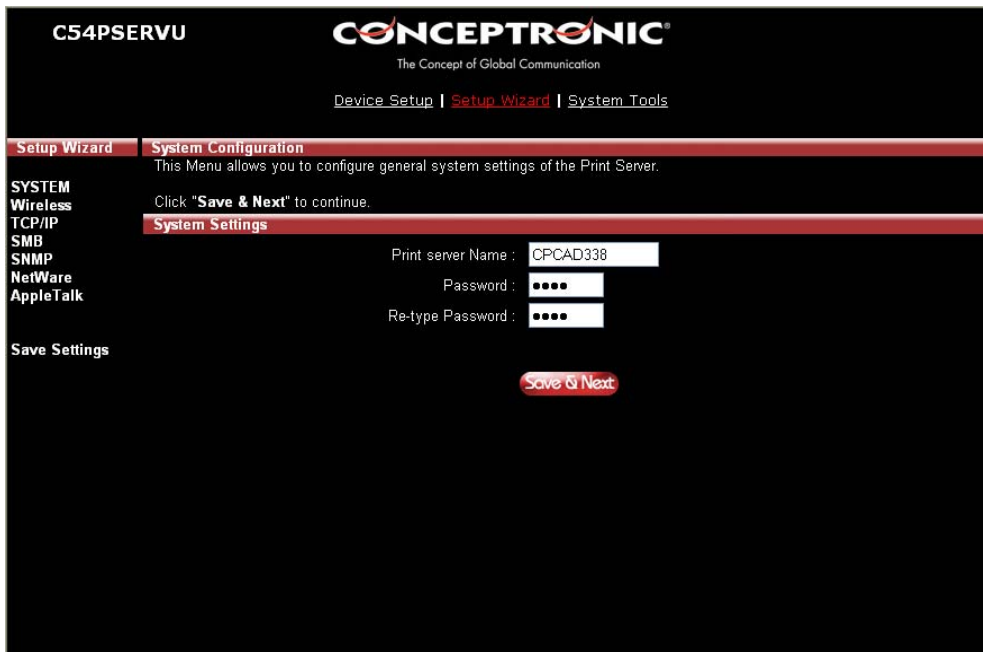 C54PSERVU
CONCEPTRONIC®
The Concept of Global Communication
Device Setup | Setup Wizard | System Tools
Setup Wizard
SYSTEM
Wireless
TCP/IP
SMB
SNMP
NetWare
AppleTalk
Save Settings
System Configuration
This Menu allows you to configure general system settings of the Print Server.
Click "Save & Next" to continue.
System Settings
Print server Name : CPCAD338
Password : ●●●●
Re-type Password : ●●●●
Save & Next